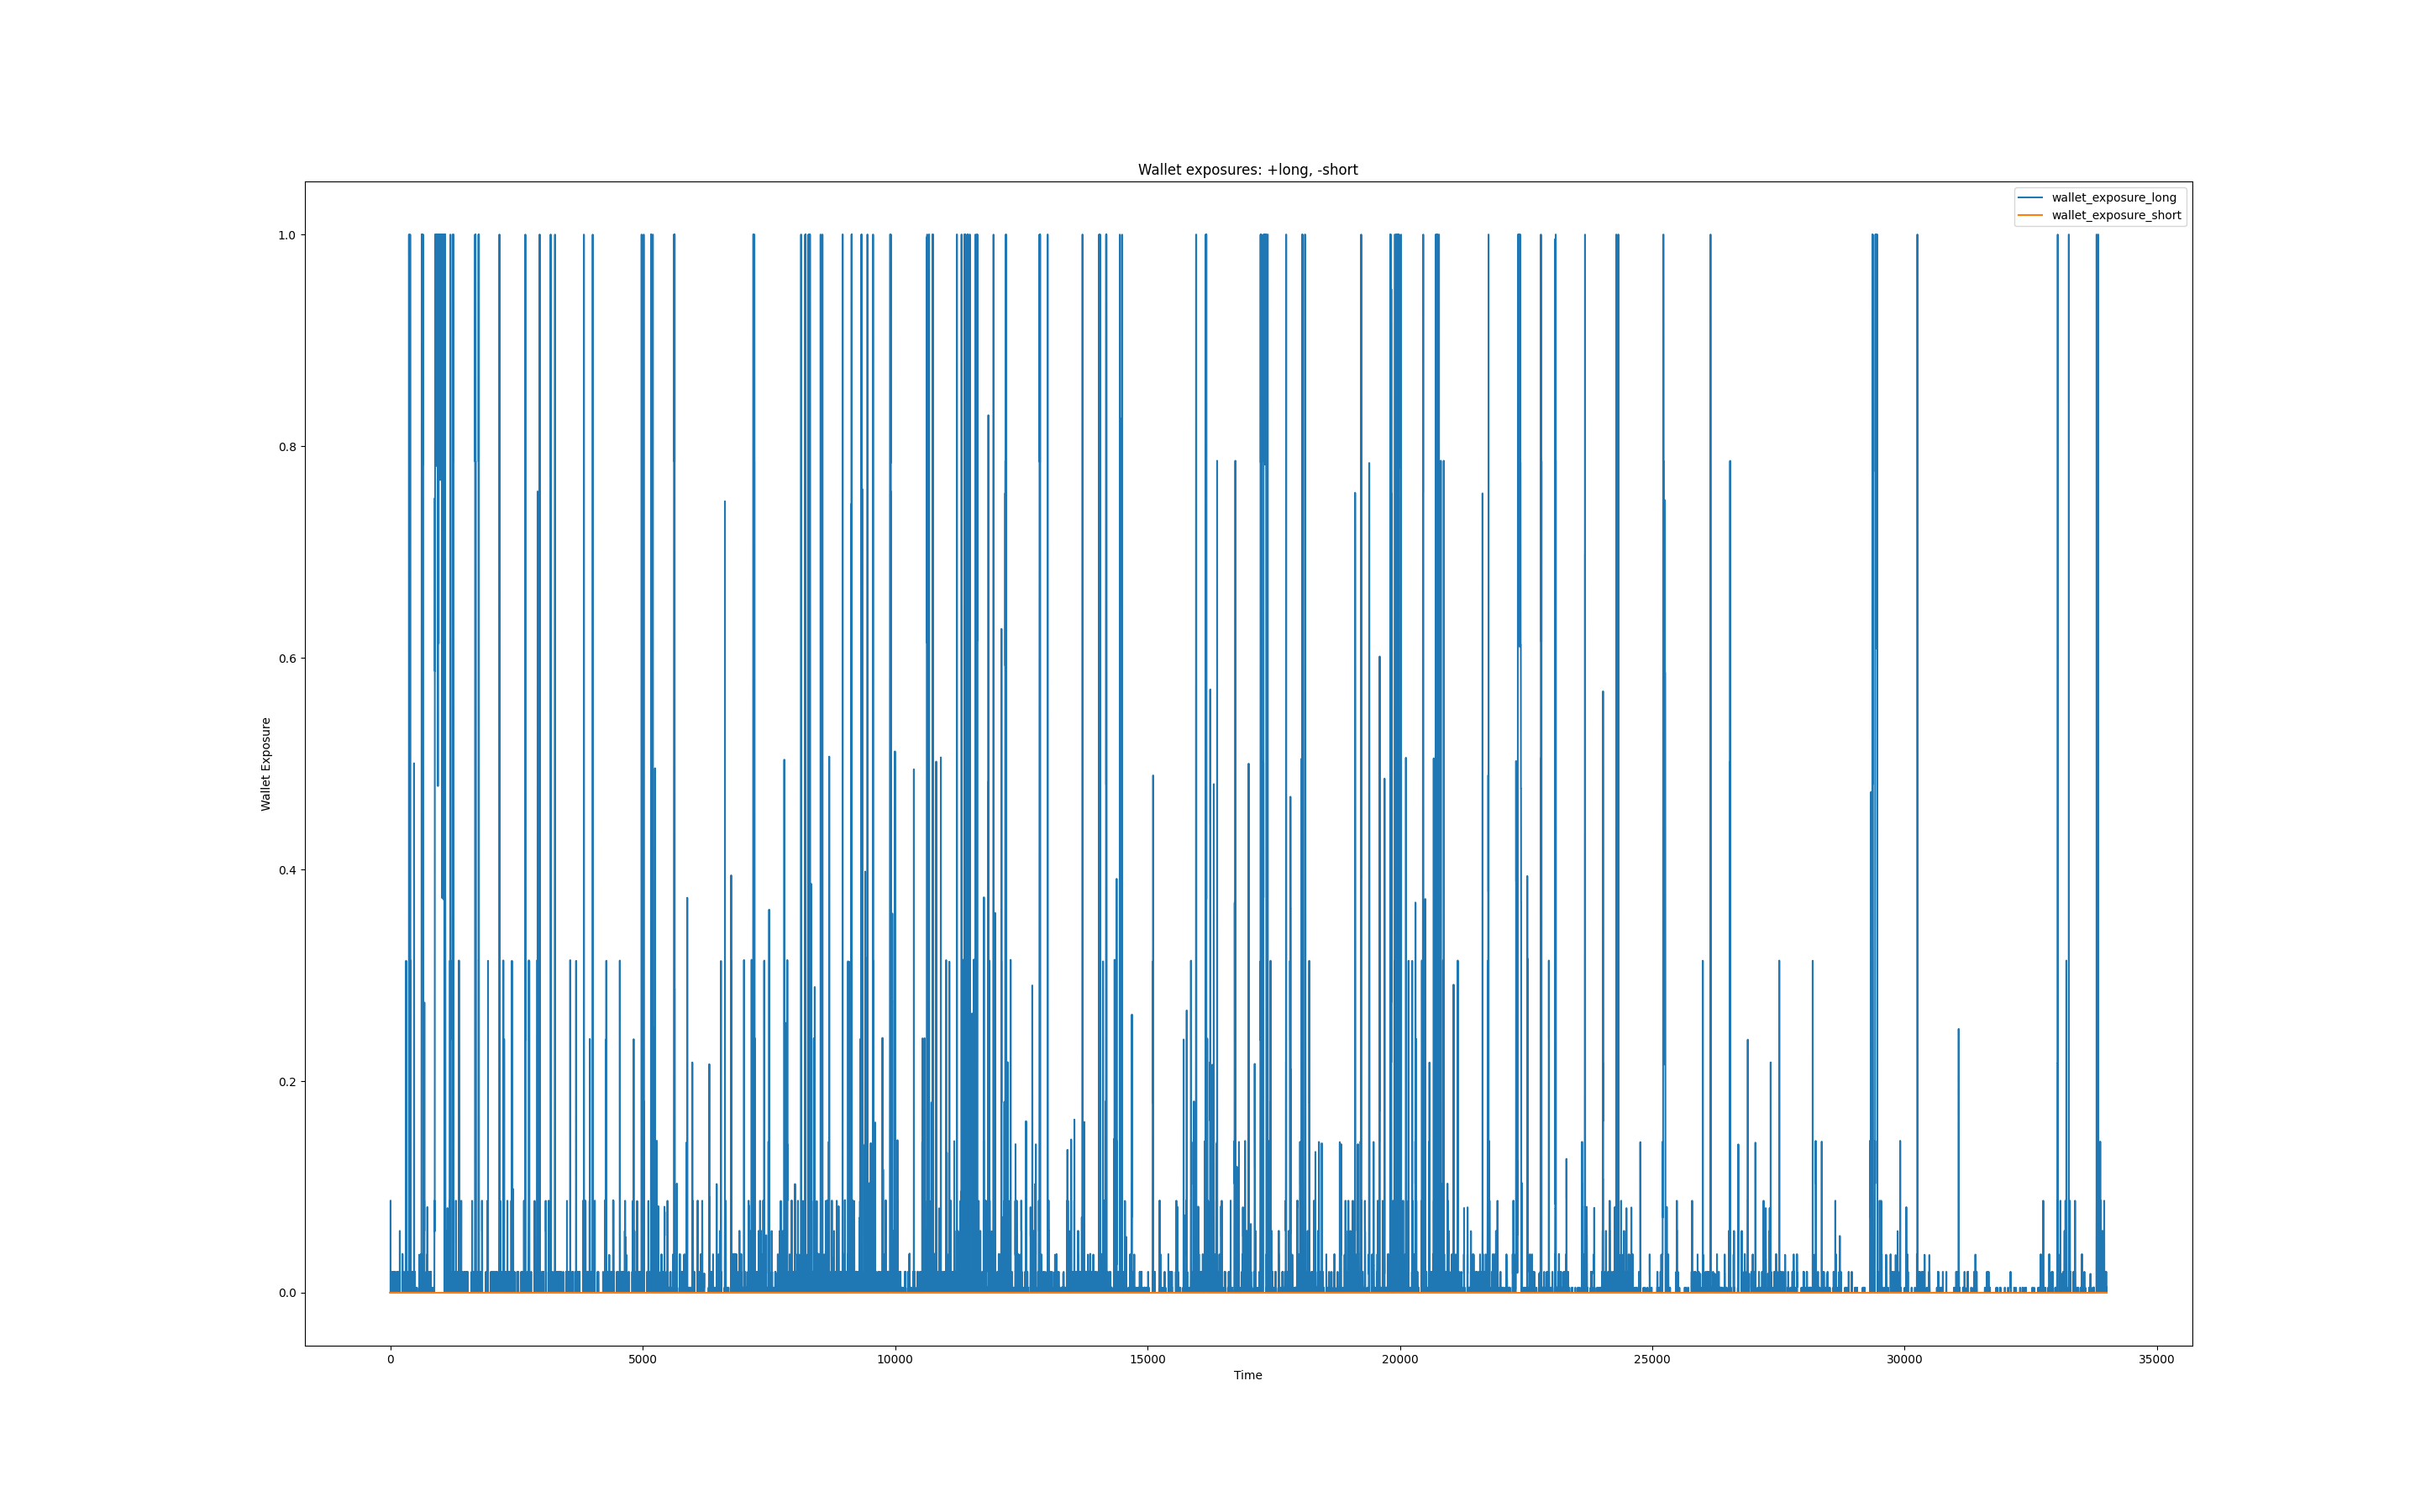 Wallet exposures: +long, -short
wallet_exposure_long
wallet_exposure_short
1.0
0.8
0.6
0.4
0.2
0.0
Wallet Exposure
0 5000 10000 15000 20000 25000 30000 35000
Time